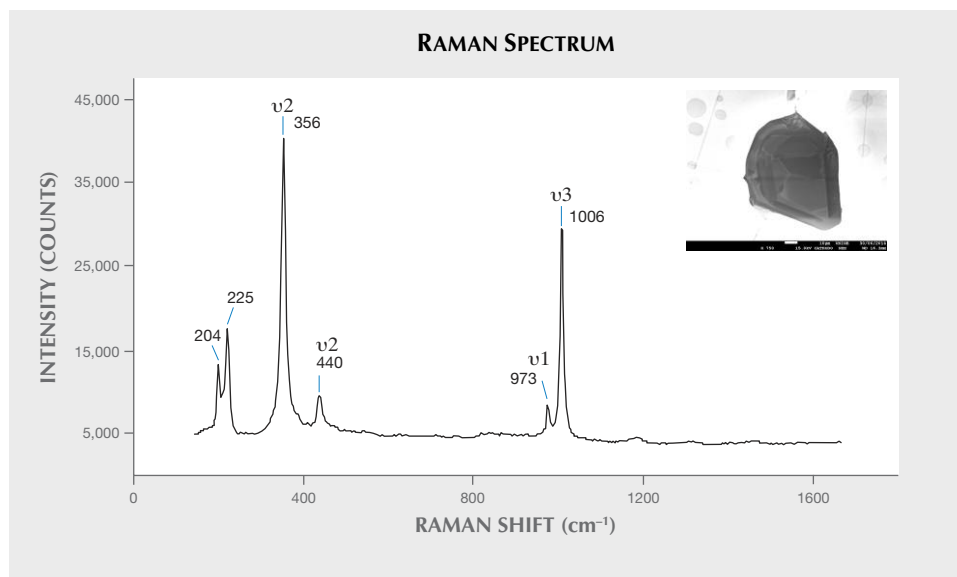 RAMAN SPECTRUM
INTENSITY (COUNTS)
45,000
35,000
25,000
15,000
5,000
204
225
υ2
356
υ2
440
υ1
973
υ3
1006
0
400
800
1200
1600
RAMAN SHIFT (cm⁻¹)